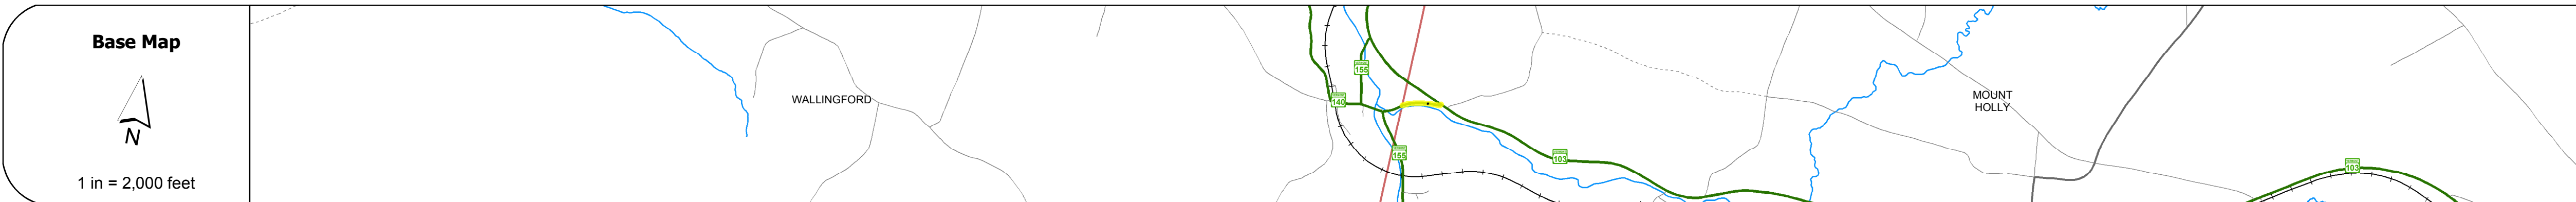 Base Map
N
1 in = 2,000 feet
WALLINGFORD
155
140
155
103
MOUNT
HOLLY
103